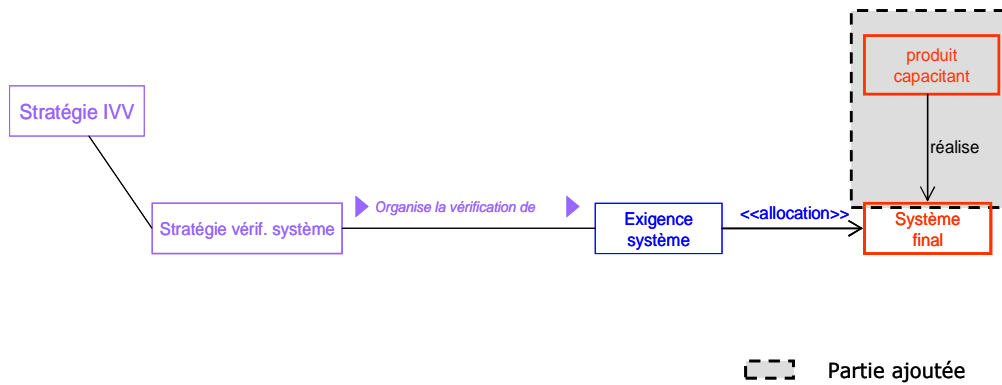 produit
capacitant
Stratégie IVV
réalise
Stratégie vérif. système
Organise la vérification de
Exigence
système
<<allocation>>
Système
final
Partie ajoutée